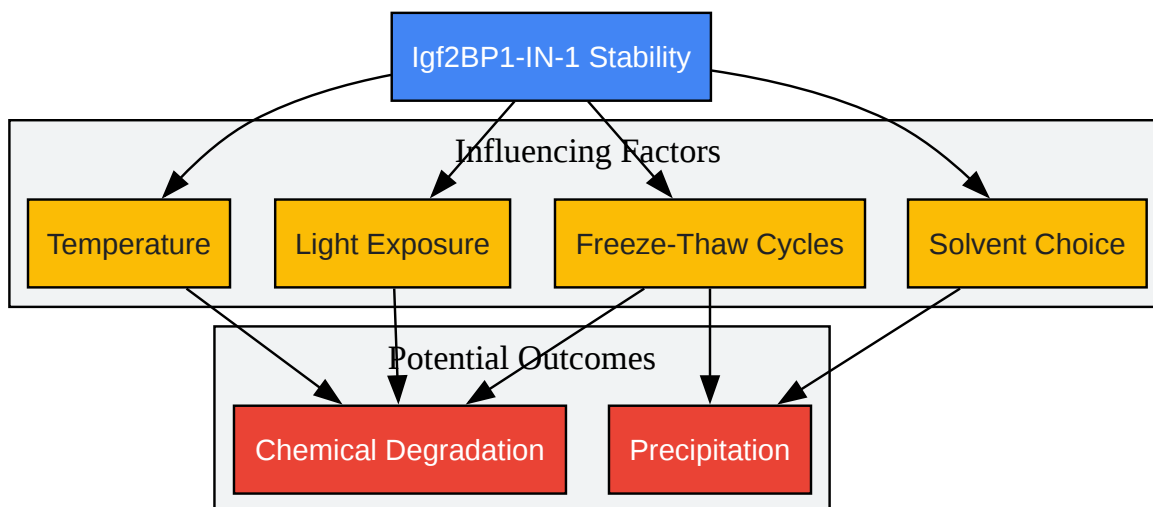 Igf2BP1-IN-1 Stability
Influencing Factors
Temperature
Light Exposure
Freeze-Thaw Cycles
Solvent Choice
Potential Outcomes
Chemical Degradation
Precipitation